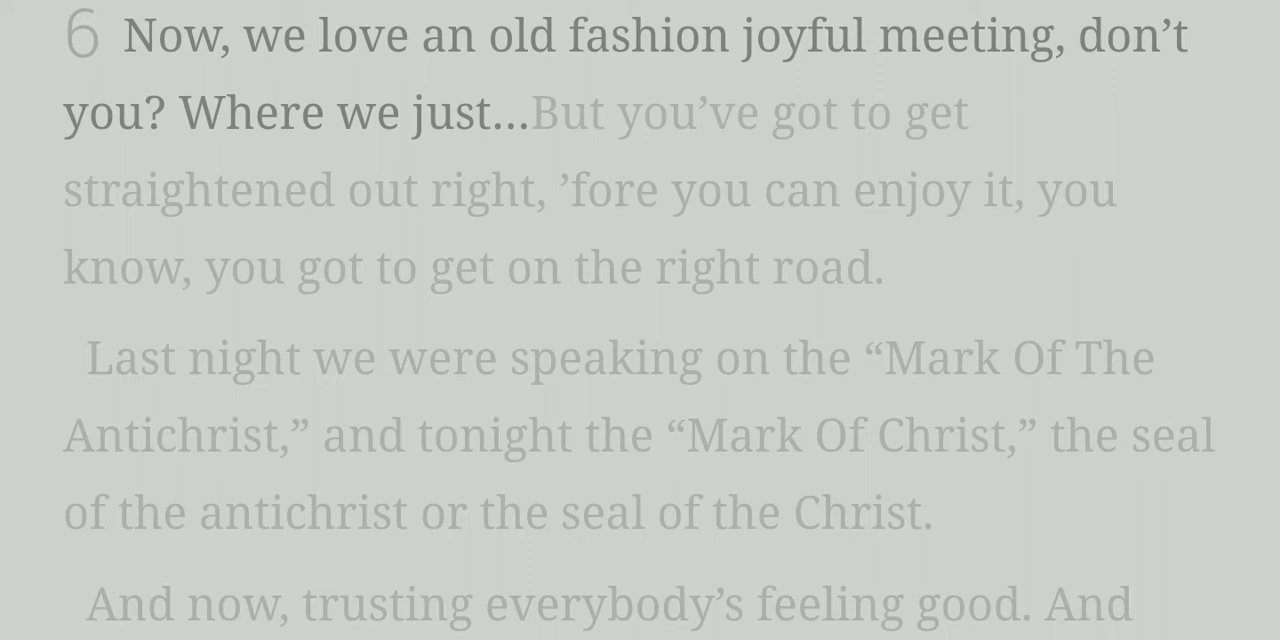 6 Now, we love an old fashion joyful meeting, don’t
you? Where we just…But you’ve got to get
straightened out right, ’fore you can enjoy it, you
know, you got to get on the right road.
Last night we were speaking on the “Mark Of The
Antichrist,” and tonight the “Mark Of Christ,” the seal
of the antichrist or the seal of the Christ.
And now, trusting everybody’s feeling good. And